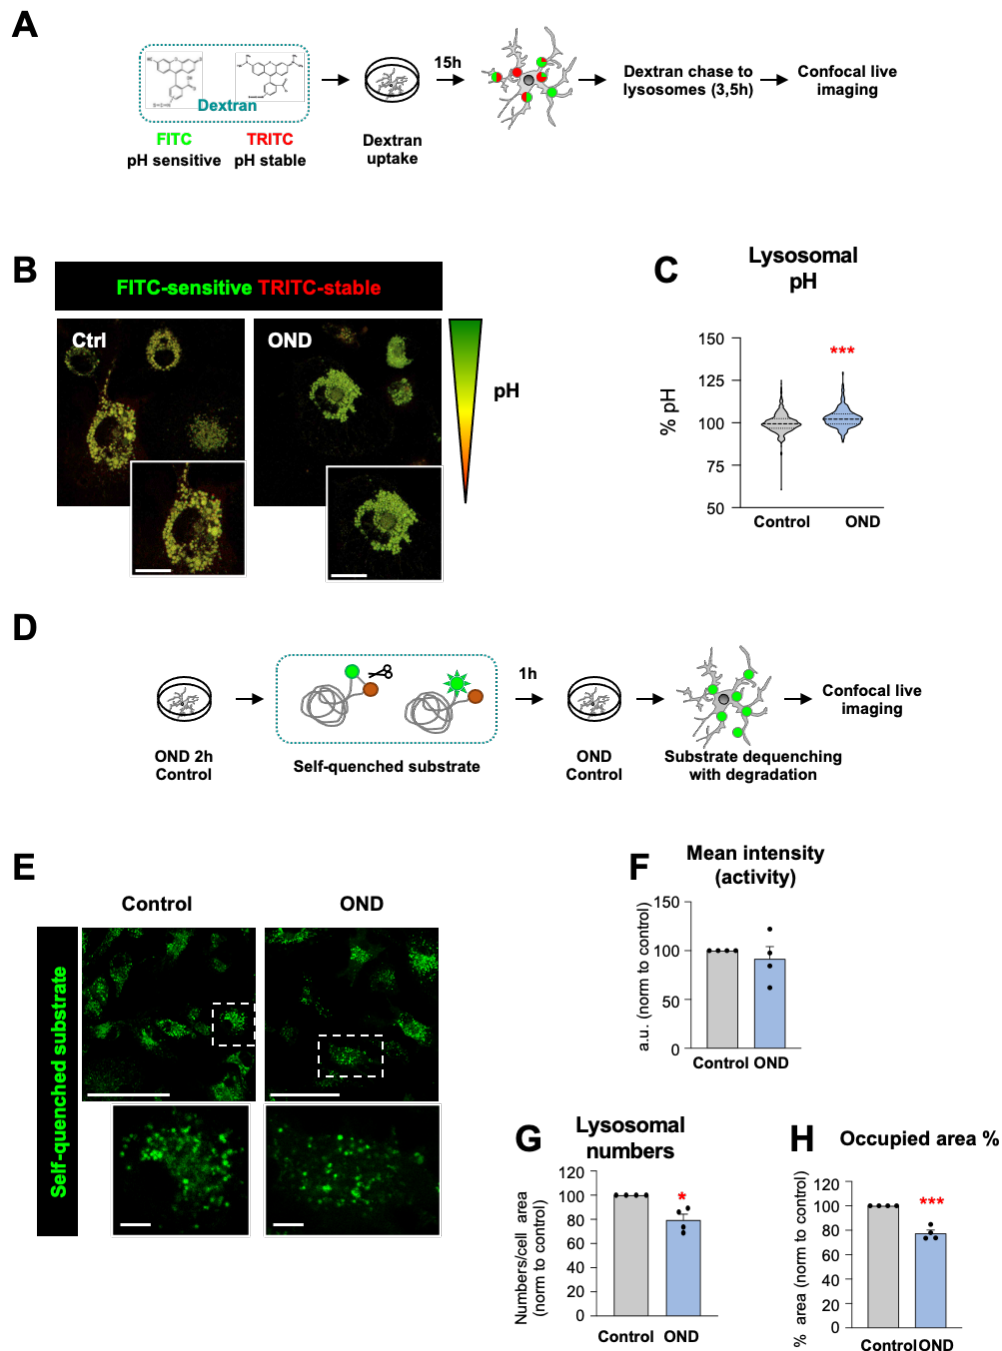 A
Dextran
FITC
pH sensitive
TRITC
pH stable
Dextran
uptake
15h
Dextran chase to
lysosomes (3,5h)
Confocal live
imaging
B
FITC-sensitive TRITC-stable
Ctrl
OND
pH
C
Lysosomal
pH
% pH
150
125
100
75
50
***
Control
OND
D
OND 2h
Control
Self-quenched substrate
1h
OND
Control
Substrate dequenching
with degradation
Confocal live
imaging
E
Control
OND
Self-quenched substrate
F
Mean intensity
(activity)
a.u. (norm to control)
150
100
50
0
Control OND
G
Lysosomal
numbers
Numbers/cell area
(norm to control)
120
100
80
60
40
20
0
*
Control OND
H
Occupied area %
% area (norm to control)
120
100
80
60
40
20
0
***
Control OND